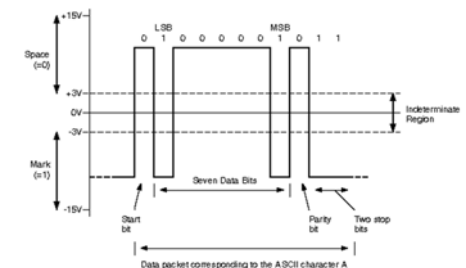 +15V
LSB MSB
0 1 0 0 0 0 0 1 0 1 1
Space
(=0)
+3V
0V
-3V
Indeterminate
Region
Mark
(=1)
Seven Data Bits
-15V
Start
bit
Parity
bit
Two stop
bits
Data packet corresponding to the ASCII character A